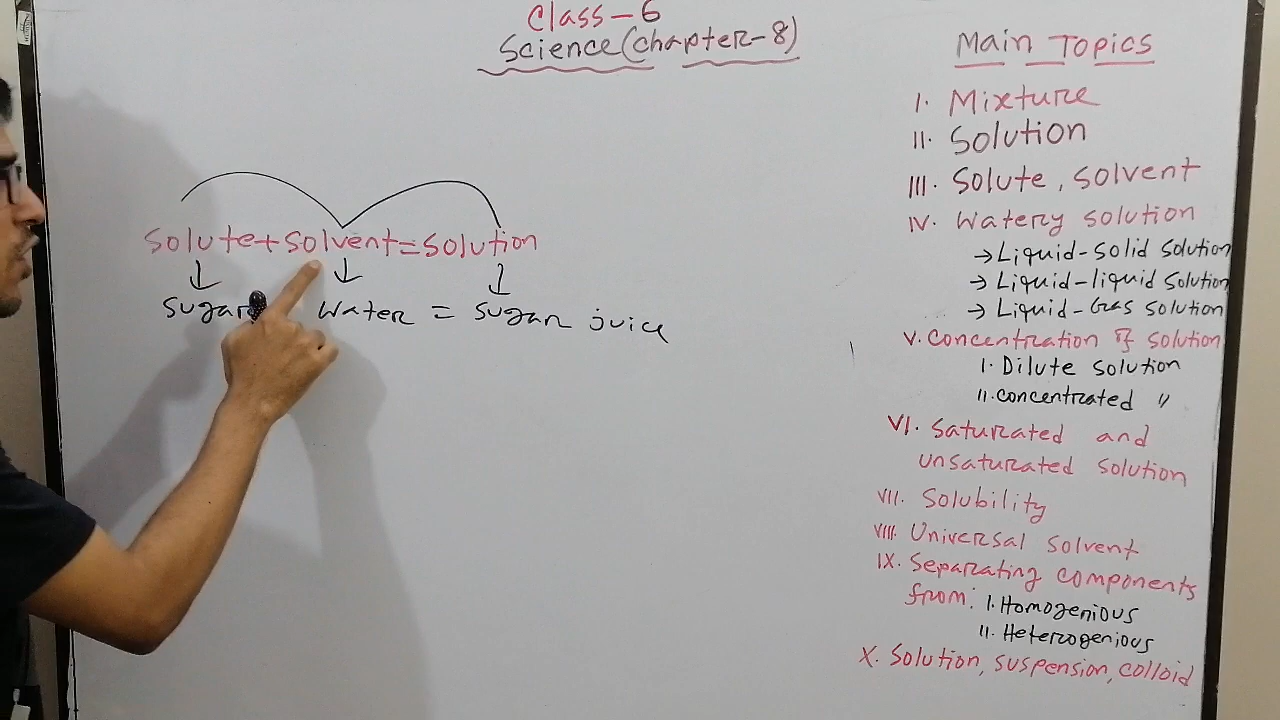 Class-6
Science(chapter-8)
Solute+Solvent=Solution
Sugar Water = Sugar juice
Main Topics
I. Mixture
II. Solution
III. Solute, Solvent
IV. Watery solution
→ Liquid-Solid Solution
→ Liquid-liquid Solution
→ Liquid-Gas Solution
V. Concentration of Solution
I. Dilute Solution
II. Concentrated "
VI. Saturated and
unsaturated solution
VII. Solubility
VIII. Universal Solvent
IX. Separating components
from: I. Homogenious
II. Heterogenious
X. Solution, suspension, colloid